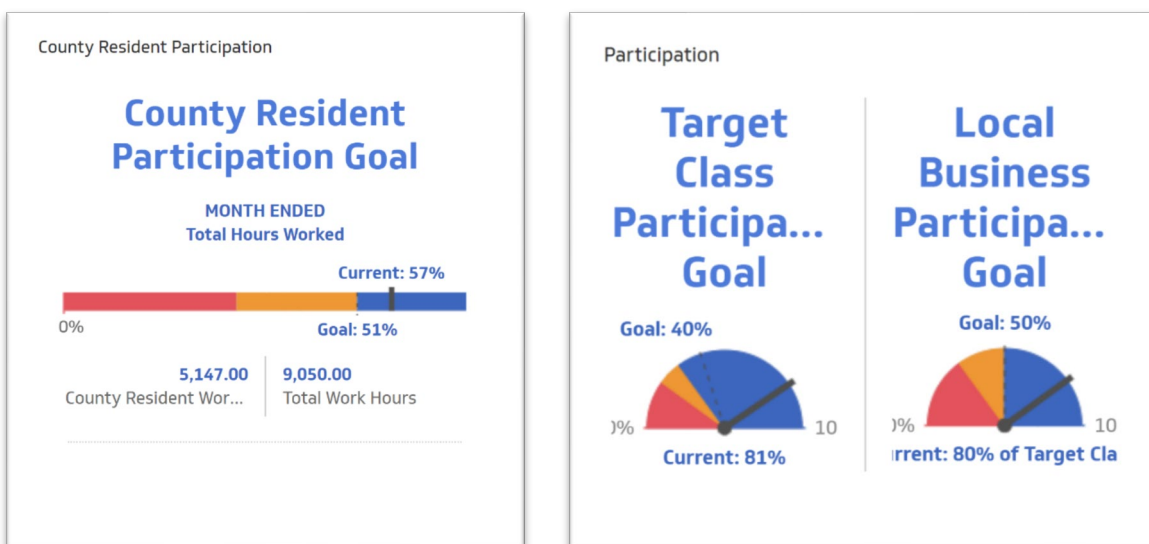 County Resident Participation
County Resident
Participation Goal
MONTH ENDED
Total Hours Worked
Current: 57%
0%
Goal: 51%
5,147.00
County Resident Wor...
9,050.00
Total Work Hours
Participation
Target
Class
Participa...
Goal
Goal: 40%
)%
10
Current: 81%
Local
Business
Participa...
Goal
Goal: 50%
)%
10
rrent: 80% of Target Cla